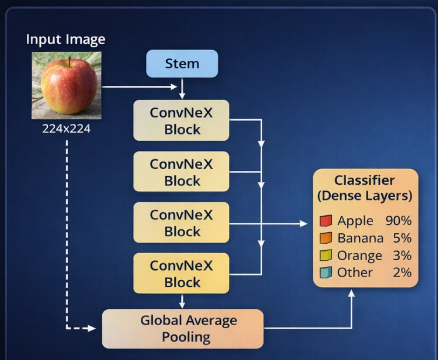 Input Image
224x224
Stem
ConvNeX
Block
ConvNeX
Block
ConvNeX
Block
ConvNeX
Block
Global Average
Pooling
Classifier
(Dense Layers)
Apple 90%
Banana 5%
Orange 3%
Other 2%